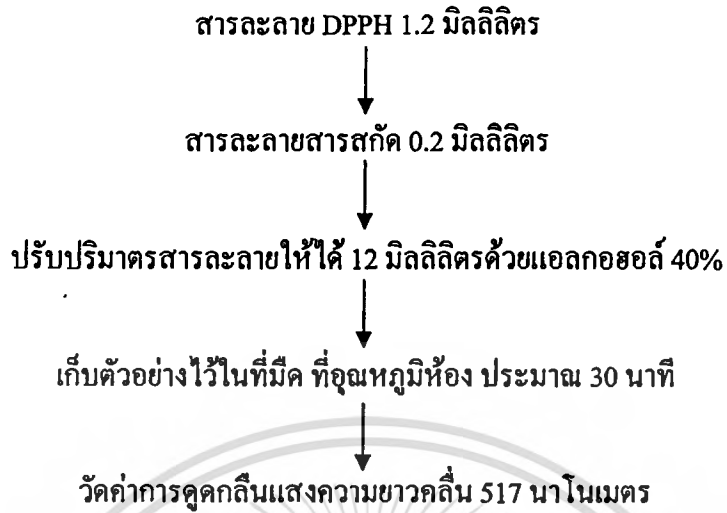 สารละลาย DPPH 1.2 มิลลิลิตร
สารละลายสารสกัด 0.2 มิลลิลิตร
ปรับปริมาตรสารละลายให้ได้ 12 มิลลิลิตรด้วยแอลกอฮอล์ 40%
เก็บตัวอย่างไว้ในที่มืด ที่อุณหภูมิห้อง ประมาณ 30 นาที
วัดค่าการดูดกลืนแสงความยาวคลื่น 517 นาโนเมตร